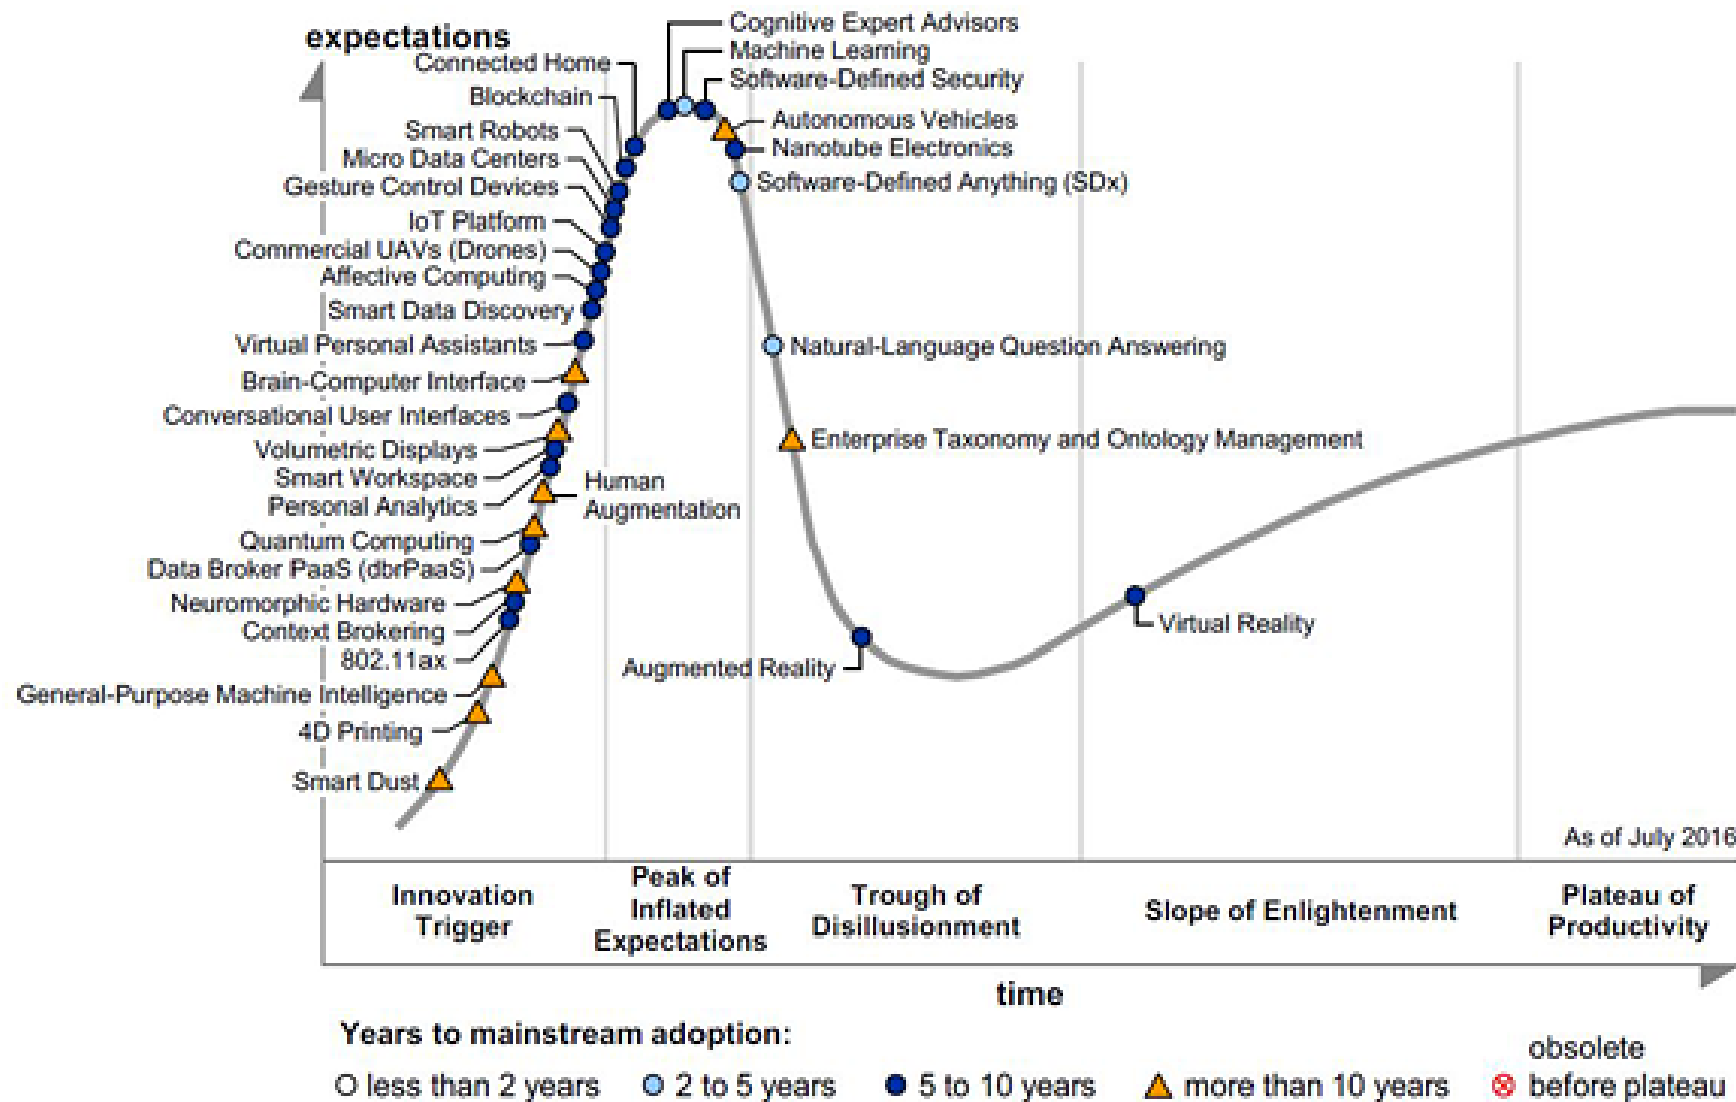 expectations
Cognitive Expert Advisors
Machine Learning
Software-Defined Security
Connected Home
Blockchain
Smart Robots
Micro Data Centers
Gesture Control Devices
IoT Platform
Commercial UAVs (Drones)
Affective Computing
Smart Data Discovery
Virtual Personal Assistants
Brain-Computer Interface
Conversational User Interfaces
Volumetric Displays
Smart Workspace
Personal Analytics
Quantum Computing
Data Broker PaaS (dbrPaaS)
Neuromorphic Hardware
Context Brokering
802.11ax
General-Purpose Machine Intelligence
4D Printing
Smart Dust
Human
Augmentation
Autonomous Vehicles
Nanotube Electronics
Software-Defined Anything (SDx)
Natural-Language Question Answering
Enterprise Taxonomy and Ontology Management
Augmented Reality
Virtual Reality
As of July 2016
Innovation
Trigger
Peak of
Inflated
Expectations
Trough of
Disillusionment
Slope of Enlightenment
Plateau of
Productivity
time
Years to mainstream adoption:
less than 2 years
2 to 5 years
5 to 10 years
more than 10 years
obsolete
before plateau